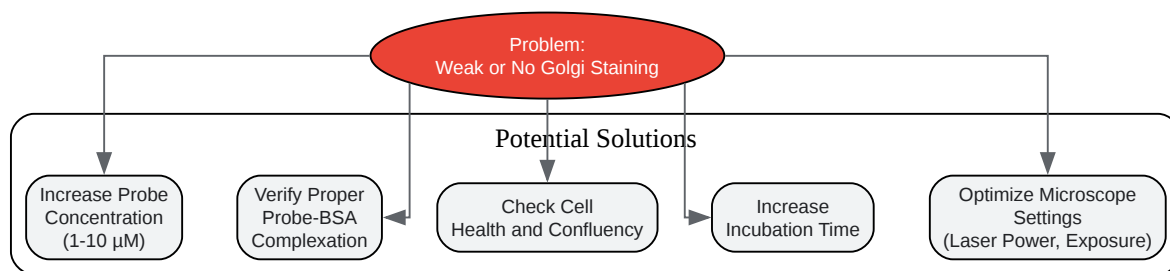 Problem:
Weak or No Golgi Staining
Potential Solutions
Increase Probe
Concentration
(1-10 µM)
Verify Proper
Probe-BSA
Complexation
Check Cell
Health and Confluency
Increase
Incubation Time
Optimize Microscope
Settings
(Laser Power, Exposure)